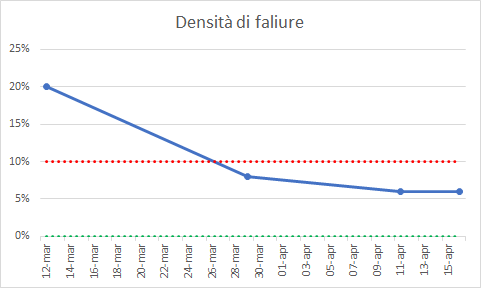 Densità di faliure
25%
20%
15%
10%
5%
0%
12-mar
14-mar
16-mar
18-mar
20-mar
22-mar
24-mar
26-mar
28-mar
30-mar
01-apr
03-apr
05-apr
07-apr
09-apr
11-apr
13-apr
15-apr